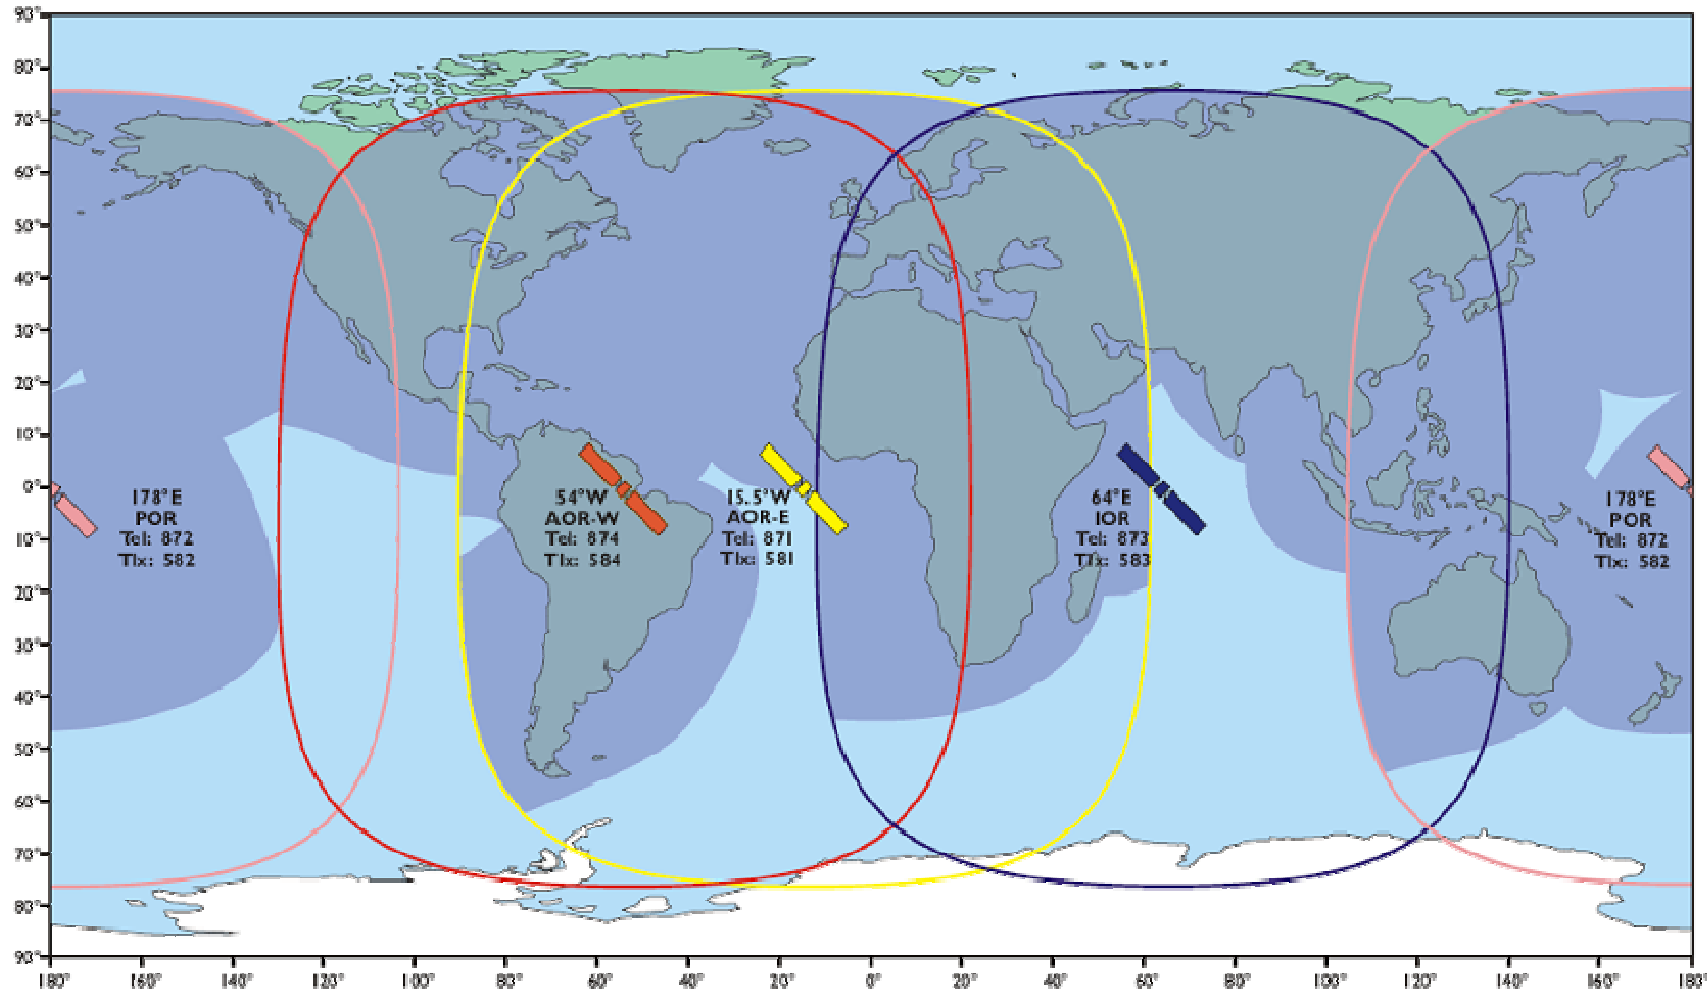 90°
80°
70°
60°
50°
40°
30°
20°
10°
0°
10°
20°
30°
40°
50°
60°
70°
80°
90°
178°E
POR
Tel: 872
Tlx: 582
54°W
AOR-W
Tel: 874
Tlx: 584
15.5°W
AOR-E
Tel: 871
Tlx: 581
64°E
IOR
Tel: 873
Tlx: 583
178°E
POR
Tel: 872
Tlx: 582
180° 160° 140° 120° 100° 80° 60° 40° 20° 0° 20° 40° 60° 80° 100° 120° 140° 160° 180°